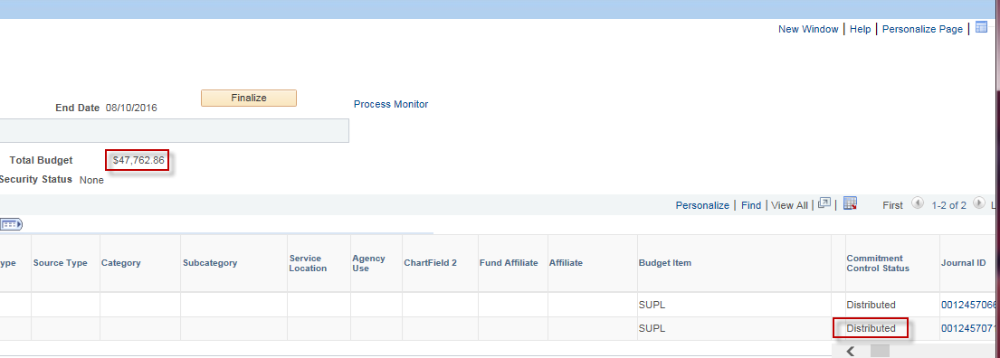 New Window | Help | Personalize Page |
End Date 08/10/2016 Finalize Process Monitor
Total Budget $47,762.86
Security Status None
Personalize | Find | View All | | First 1-2 of 2
ype Source Type Category Subcategory Service Location Agency Use ChartField 2 Fund Affiliate Affiliate Budget Item Commitment Control Status Journal ID
SUPL Distributed 0012457066
SUPL Distributed 0012457071